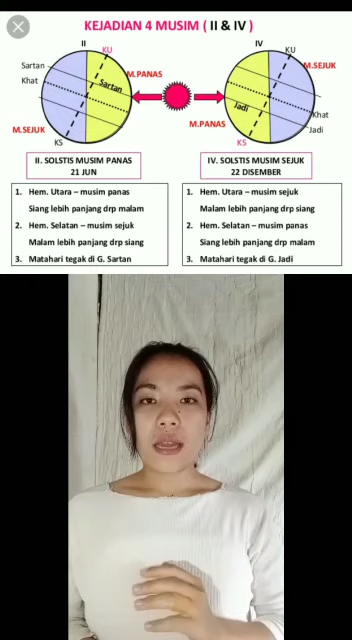 KEJADIAN 4 MUSIM ( II & IV )
II
KU
Sartan
Khat
Sartan
M.PANAS
M.SEJUK
KS
IV
KU
M.SEJUK
Jadi
Khat
Jadi
M.PANAS
KS
II. SOLSTIS MUSIM PANAS
21 JUN
IV. SOLSTIS MUSIM SEJUK
22 DISEMBER
1. Hem. Utara – musim panas
Siang lebih panjang drp malam
2. Hem. Selatan – musim sejuk
Malam lebih panjang drp siang
3. Matahari tegak di G. Sartan
1. Hem. Utara – musim sejuk
Malam lebih panjang drp siang
2. Hem. Selatan – musim panas
Siang lebih panjang drp malam
3. Matahari tegak di G. Jadi